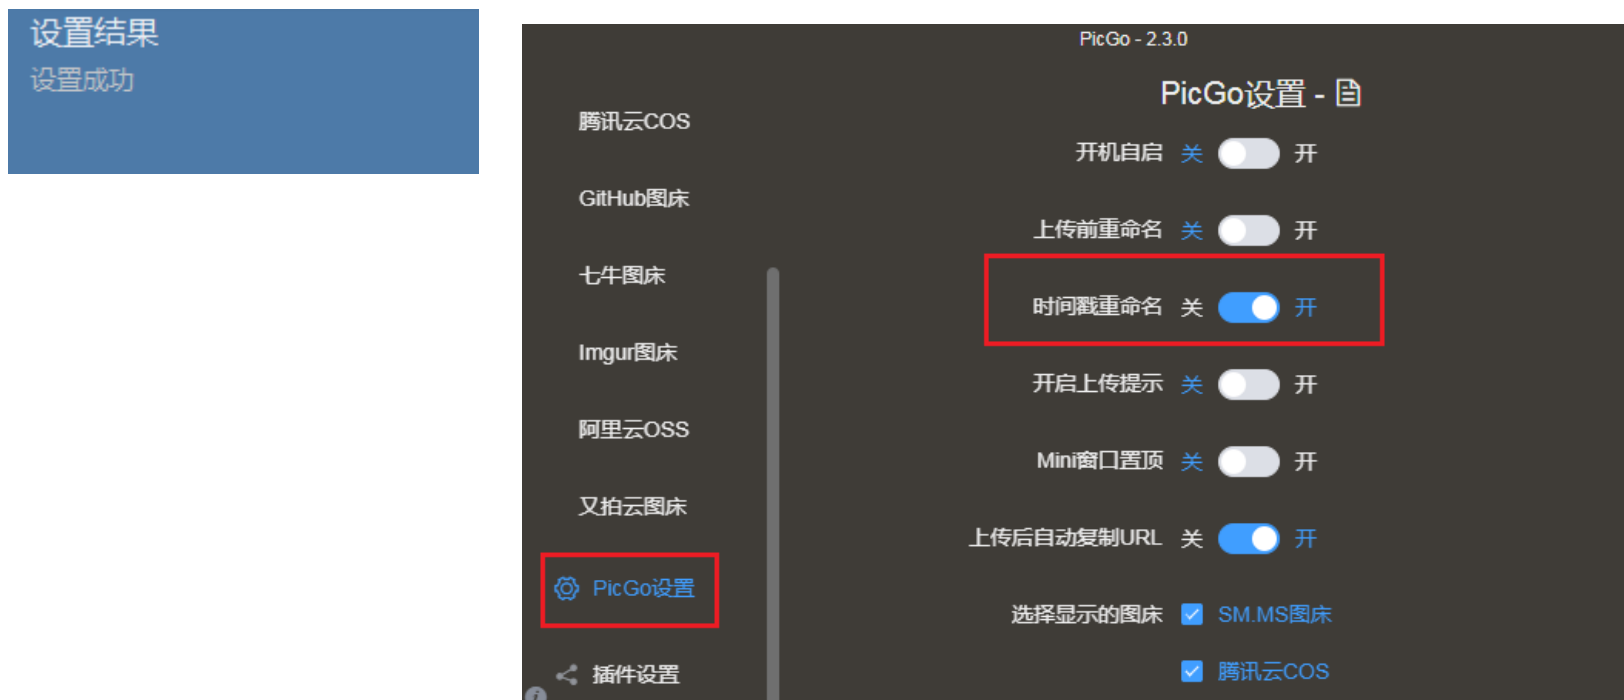 设置结果
设置成功
PicGo - 2.3.0
PicGo设置 -
腾讯云COS
GitHub图床
七牛图床
Imgur图床
阿里云OSS
又拍云图床
PicGo设置
插件设置
开机自启 关 开
上传前重命名 关 开
时间戳重命名 关 开
开启上传提示 关 开
Mini窗口置顶 关 开
上传后自动复制URL 关 开
选择显示的图床 SM.MS图床
腾讯云COS